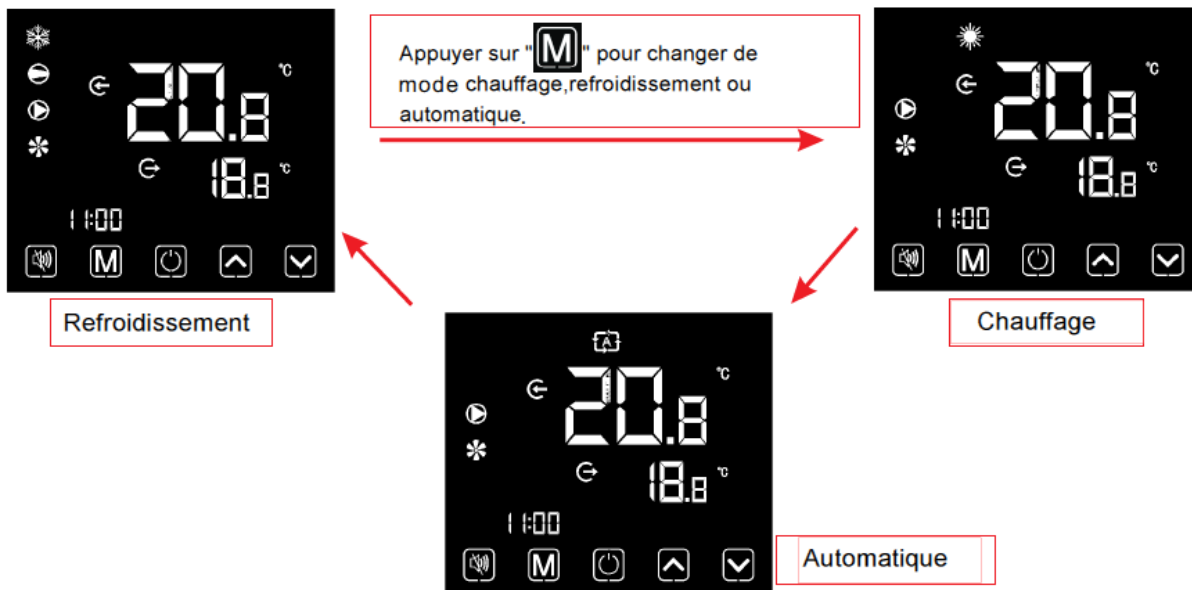 20.8 °C
18.8 °C
11:00
M
Refroidissement
Appuyer sur "M" pour changer de
mode chauffage,refroidissement ou
automatique.
20.8 °C
18.8 °C
11:00
M
Chauffage
A
20.8 °C
18.8 °C
11:00
M
Automatique